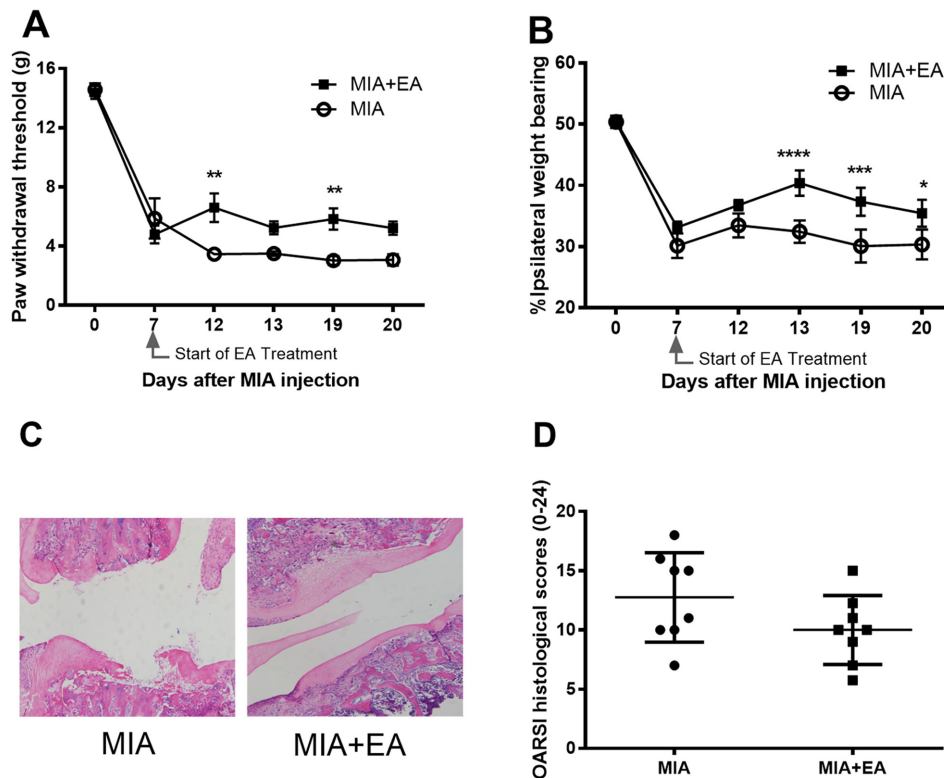 A
Paw withdrawal threshold (g)
16
12
8
4
0
MIA+EA
MIA
**
**
0 7 12 13 19 20
Start of EA Treatment
Days after MIA injection
B
%Ipsilateral weight bearing
60
50
40
30
20
MIA+EA
MIA
****
***
*
0 7 12 13 19 20
Start of EA Treatment
Days after MIA injection
C
MIA MIA+EA
D
OARSI histological scores (0-24)
20
15
10
5
0
MIA MIA+EA